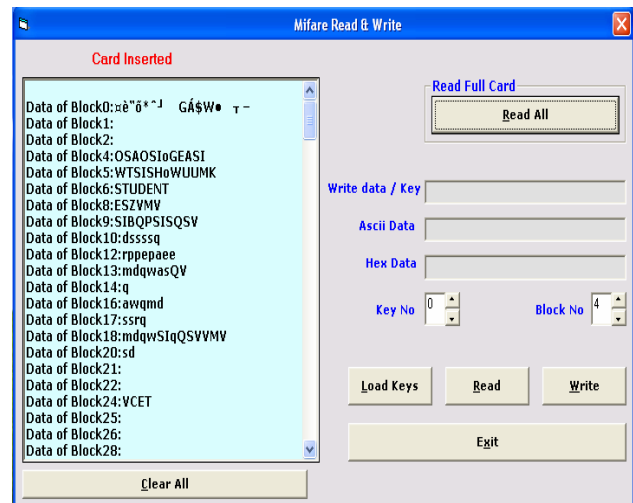 Mifare Read & Write
Card Inserted
Data of Block0:¤è"õ*^┘ GÁ$W• ┬ –
Data of Block1:
Data of Block2:
Data of Block4:OSAOSIoGEASI
Data of Block5:WTSISHoWUUMK
Data of Block6:STUDENT
Data of Block8:ESZVMV
Data of Block9:SIBQPSISQSV
Data of Block10:dssssq
Data of Block12:rppepaee
Data of Block13:mdqwasQV
Data of Block14:q
Data of Block16:awqmd
Data of Block17:ssrq
Data of Block18:mdqwSIqQSVVMV
Data of Block20:sd
Data of Block21:
Data of Block22:
Data of Block24:VCET
Data of Block25:
Data of Block26:
Data of Block28:
Clear All
Read Full Card
Read All
Write data / Key
Ascii Data
Hex Data
Key No 0 Block No 4
Load Keys Read Write
Exit